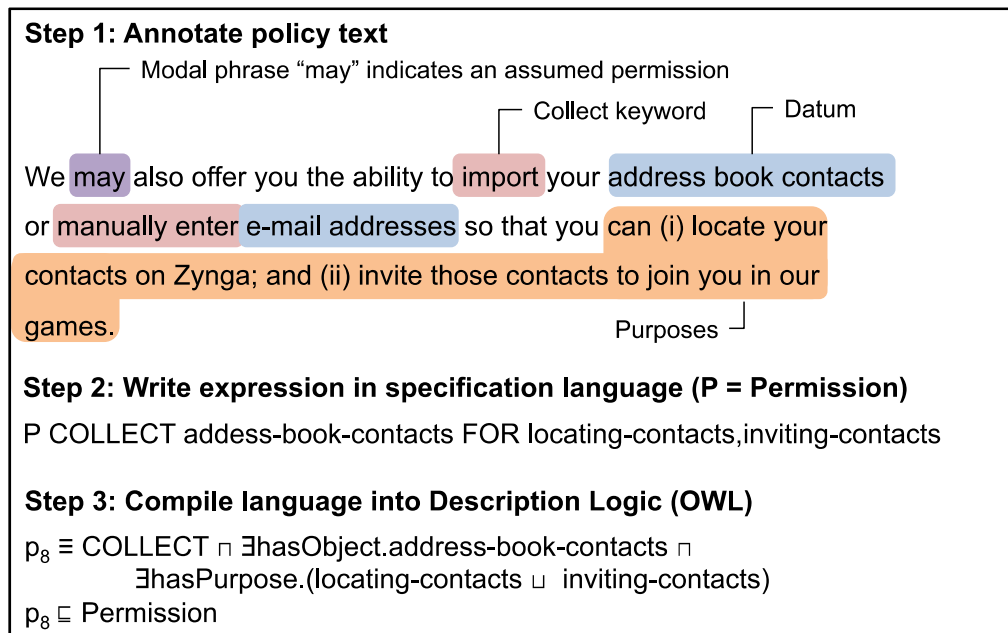 Step 1: Annotate policy text
Modal phrase “may” indicates an assumed permission
Collect keyword
Datum
We may also offer you the ability to import your address book contacts
or manually enter e-mail addresses so that you can (i) locate your
contacts on Zynga; and (ii) invite those contacts to join you in our
games.
Purposes
Step 2: Write expression in specification language (P = Permission)
P COLLECT addess-book-contacts FOR locating-contacts,inviting-contacts
Step 3: Compile language into Description Logic (OWL)
p₈ ≡ COLLECT ⊓ ∃hasObject.address-book-contacts ⊓
∃hasPurpose.(locating-contacts ⊔ inviting-contacts)
p₈ ⊑ Permission